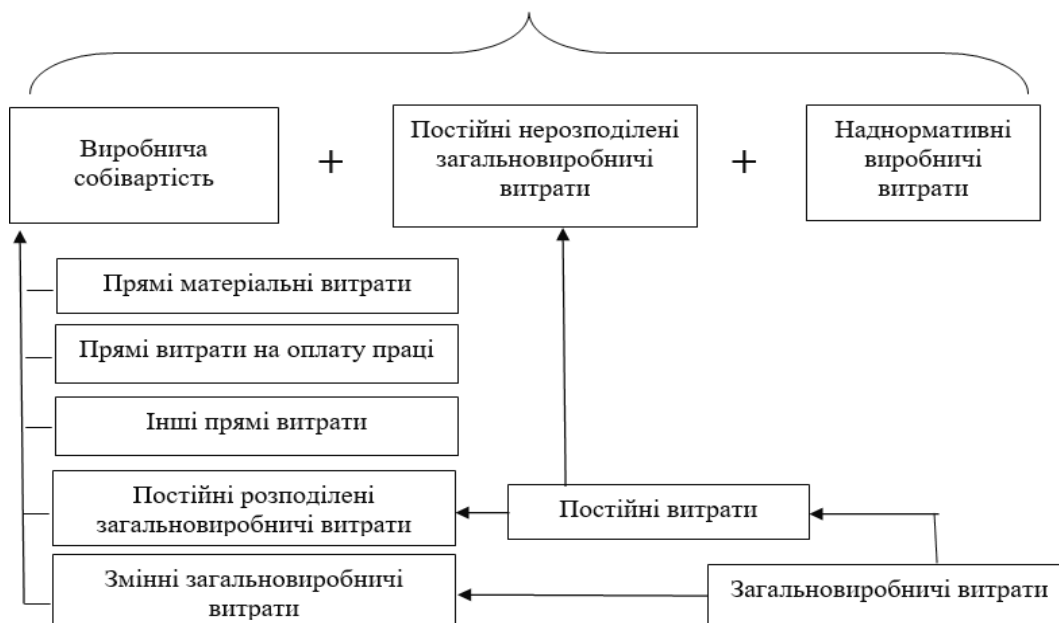 Виробнича
собівартість
+
Постійні нерозподілені
загальновиробничі
витрати
+
Наднормативні
виробничі
витрати
Прямі матеріальні витрати
Прямі витрати на оплату праці
Інші прямі витрати
Постійні розподілені
загальновиробничі витрати
Постійні витрати
Змінні загальновиробничі
витрати
Загальновиробничі витрати